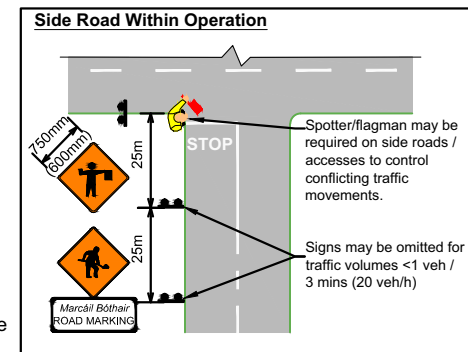 Side Road Within Operation
750mm
(600mm)
25m
STOP
Spotter/flagman may be
required on side roads /
accesses to control
conflicting traffic
movements.
25m
Signs may be omitted for
traffic volumes <1 veh /
3 mins (20 veh/h)
Marcáil Bóthair
ROAD MARKING
e